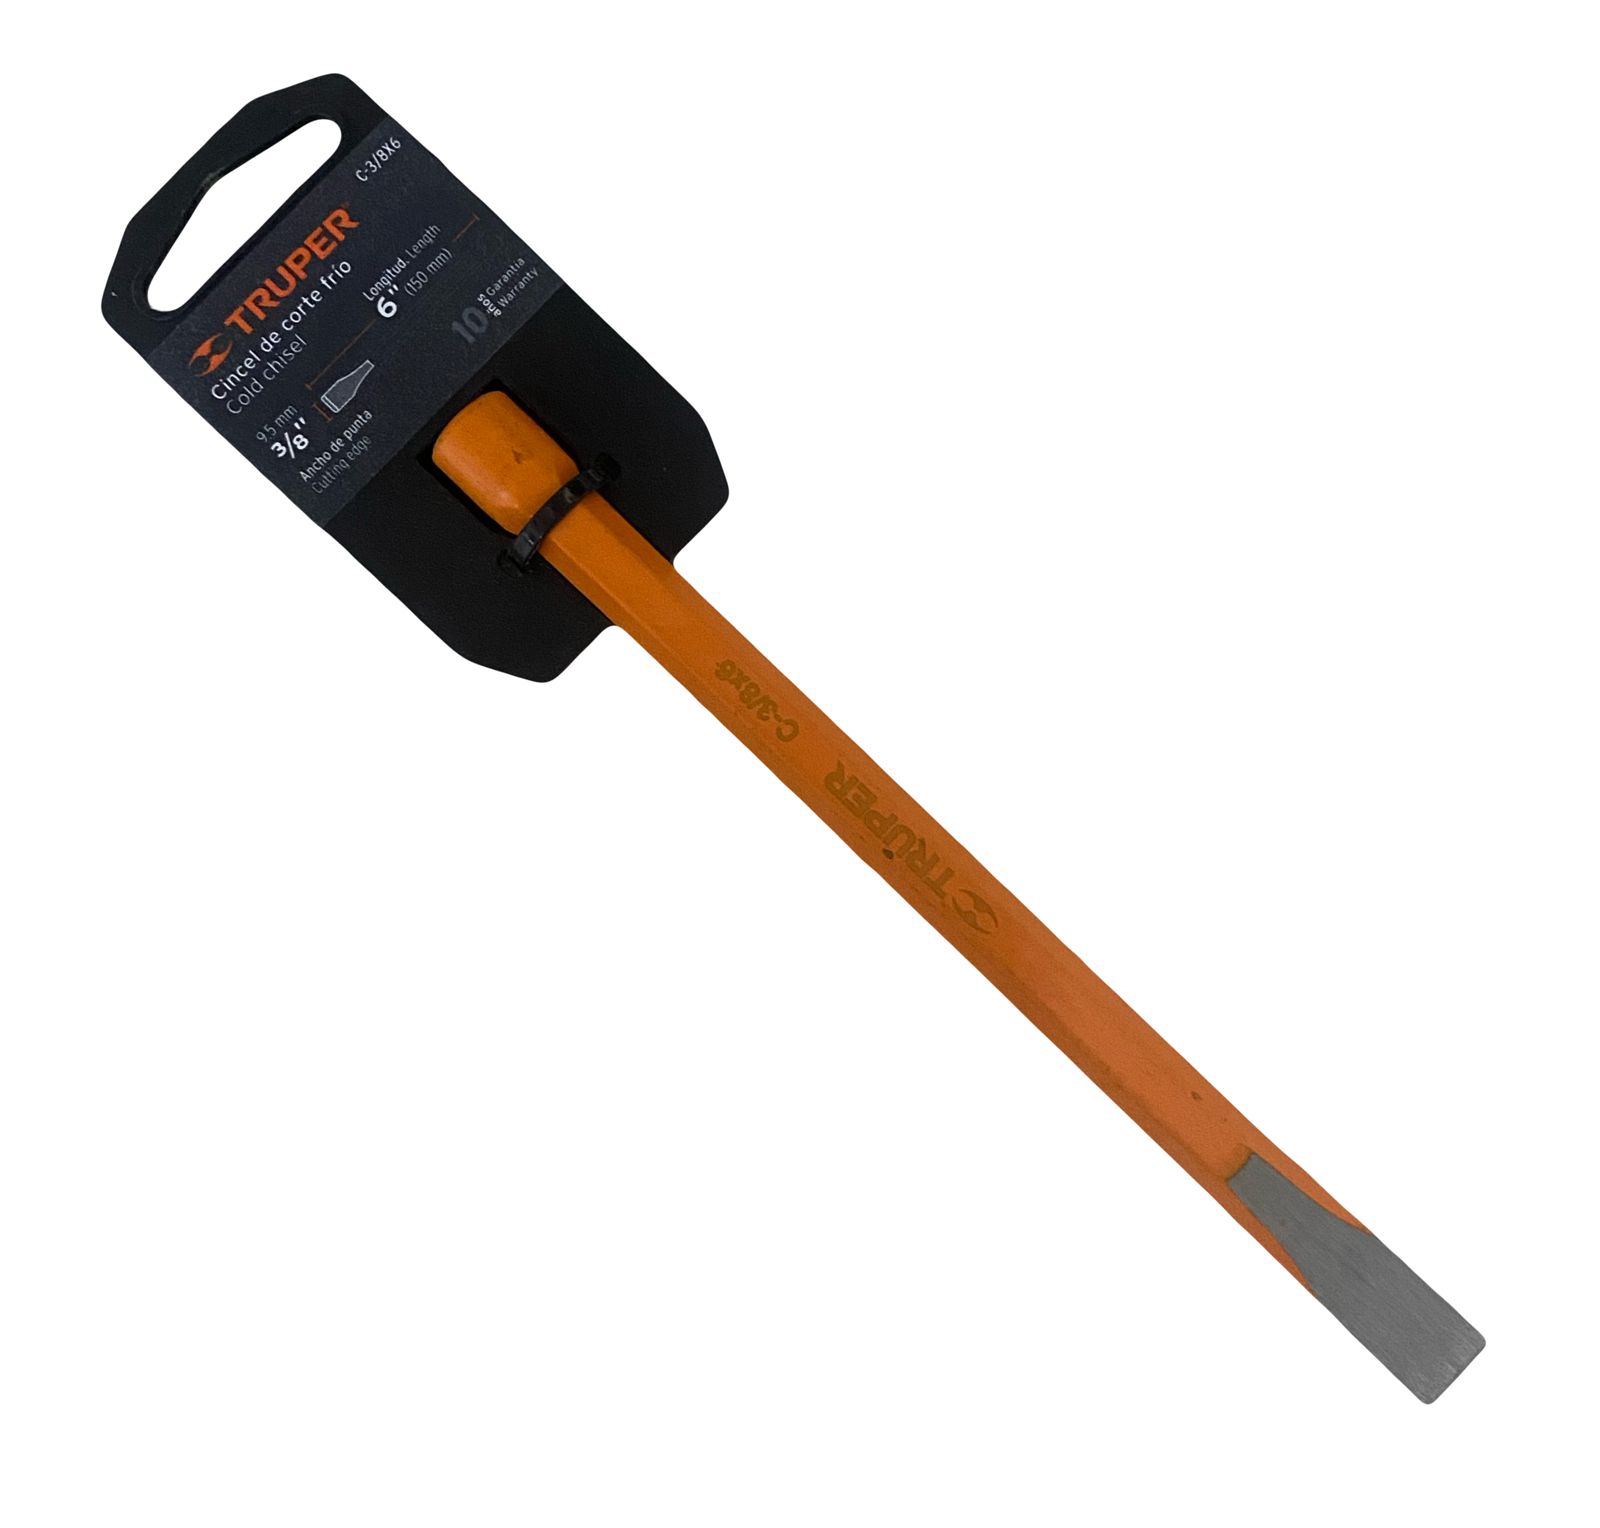 C-3/8X6
TRUPER
Cincel de corte frío
Cold chisel
9.5 mm
3/8"
Ancho de punta
Cutting edge
Longitud. Length
6" (150 mm)
10 Garantía
Warranty
C-3/8x6
TRUPER